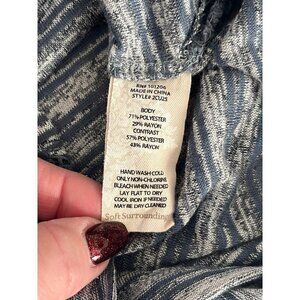 RN# 101206
MADE IN CHINA
STYLE# 2CU25
BODY
71% POLYESTER
29% RAYON
CONTRAST
57% POLYESTER
43% RAYON
HAND WASH COLD
ONLY NON-CHLORINE
BLEACH WHEN NEEDED
LAY FLAT TO DRY
COOL IRON IF NEEDED
MAY BE DRY CLEANED
Soft Surroundings